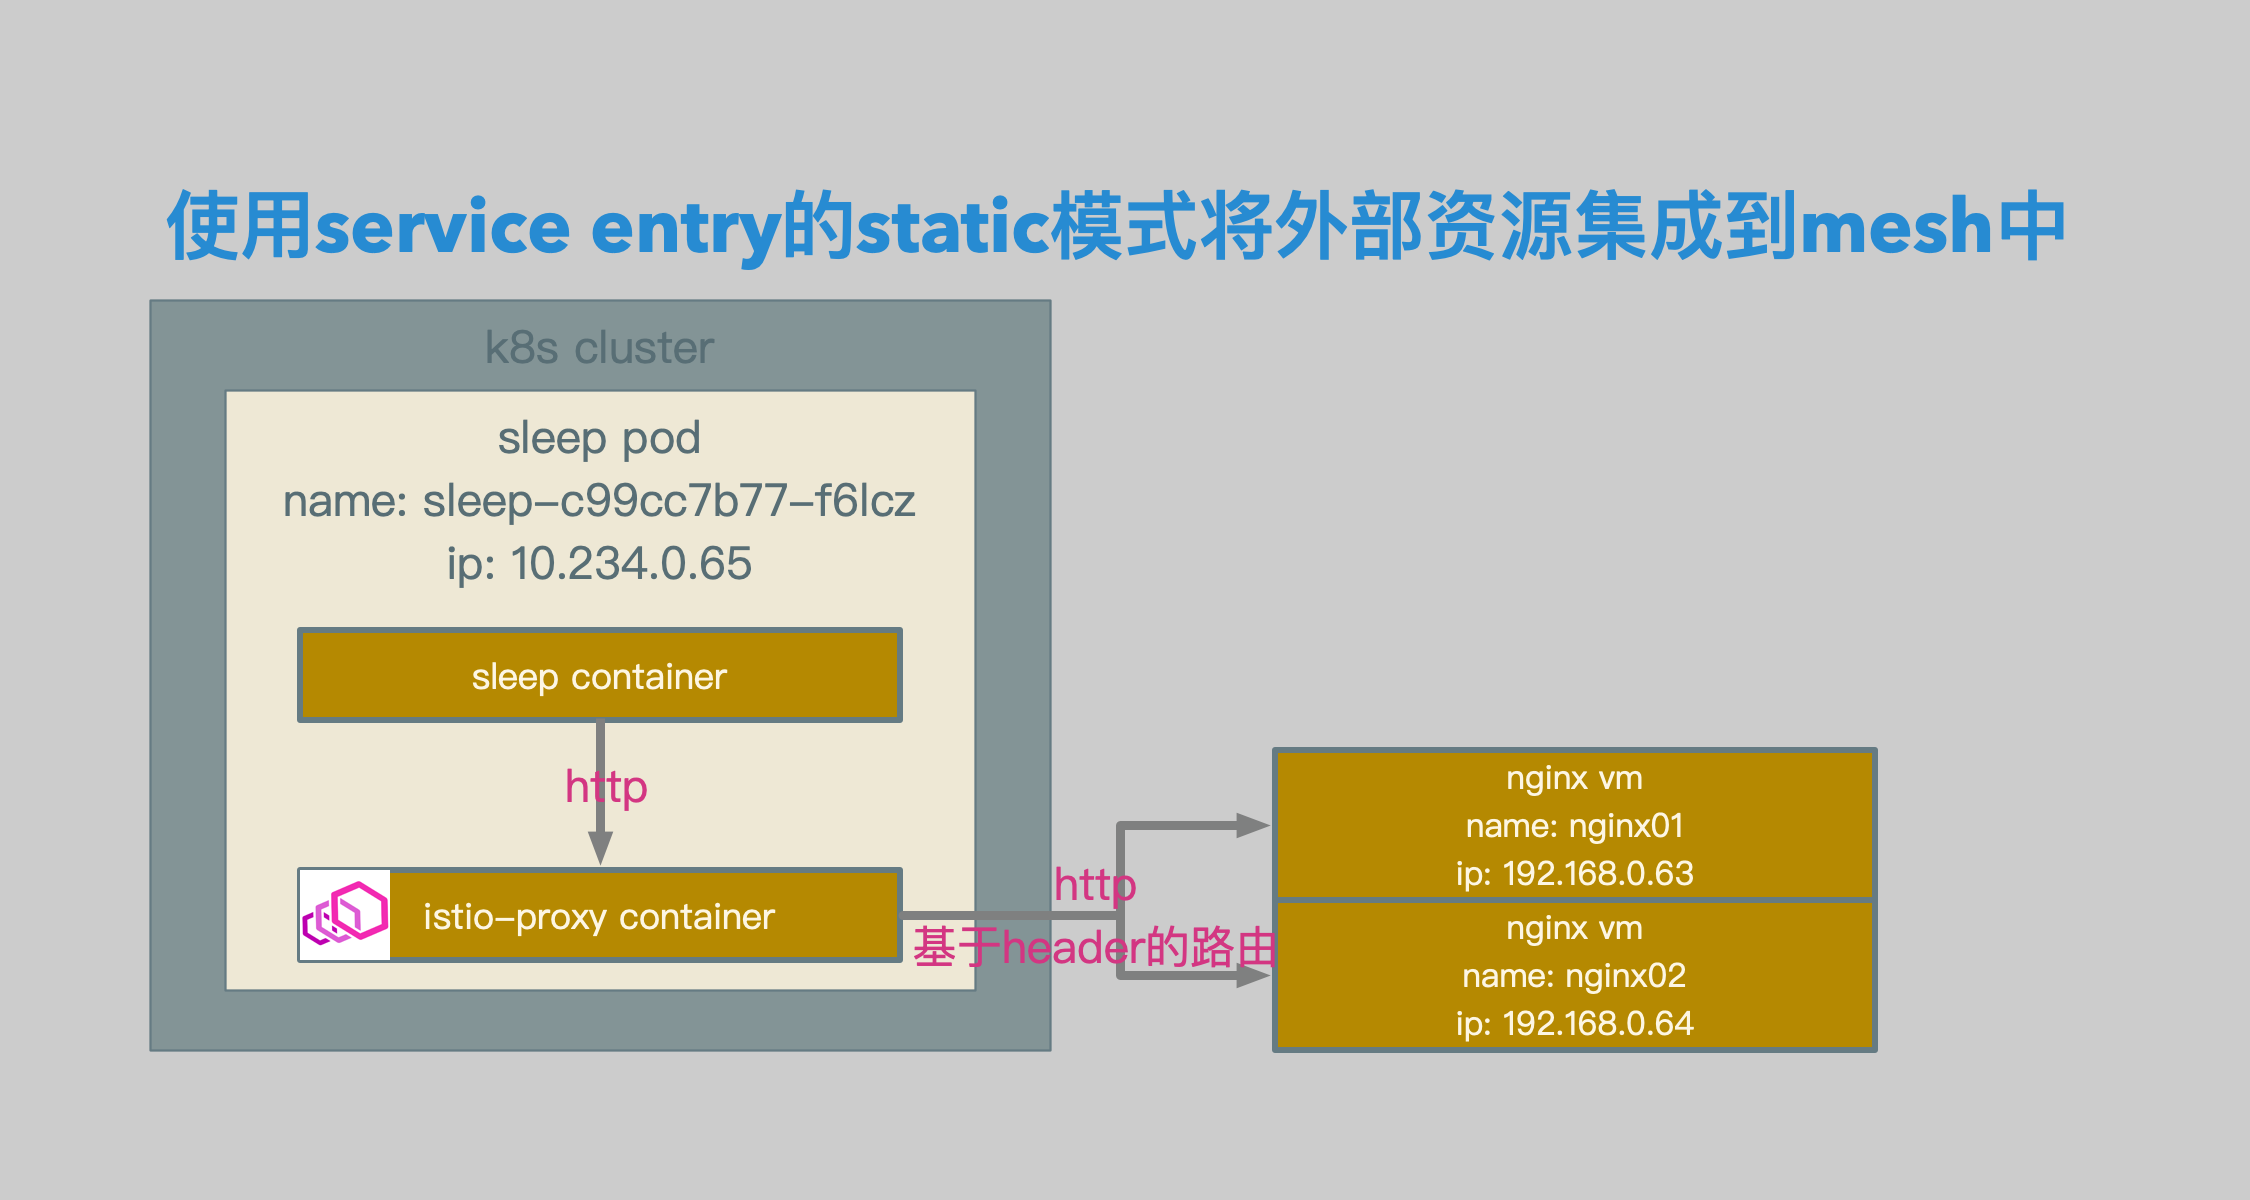 使用service entry的static模式将外部资源集成到mesh中
k8s cluster
sleep pod
name: sleep-c99cc7b77-f6lcz
ip: 10.234.0.65
sleep container
http
istio-proxy container
http
基于header的路由
nginx vm
name: nginx01
ip: 192.168.0.63
nginx vm
name: nginx02
ip: 192.168.0.64